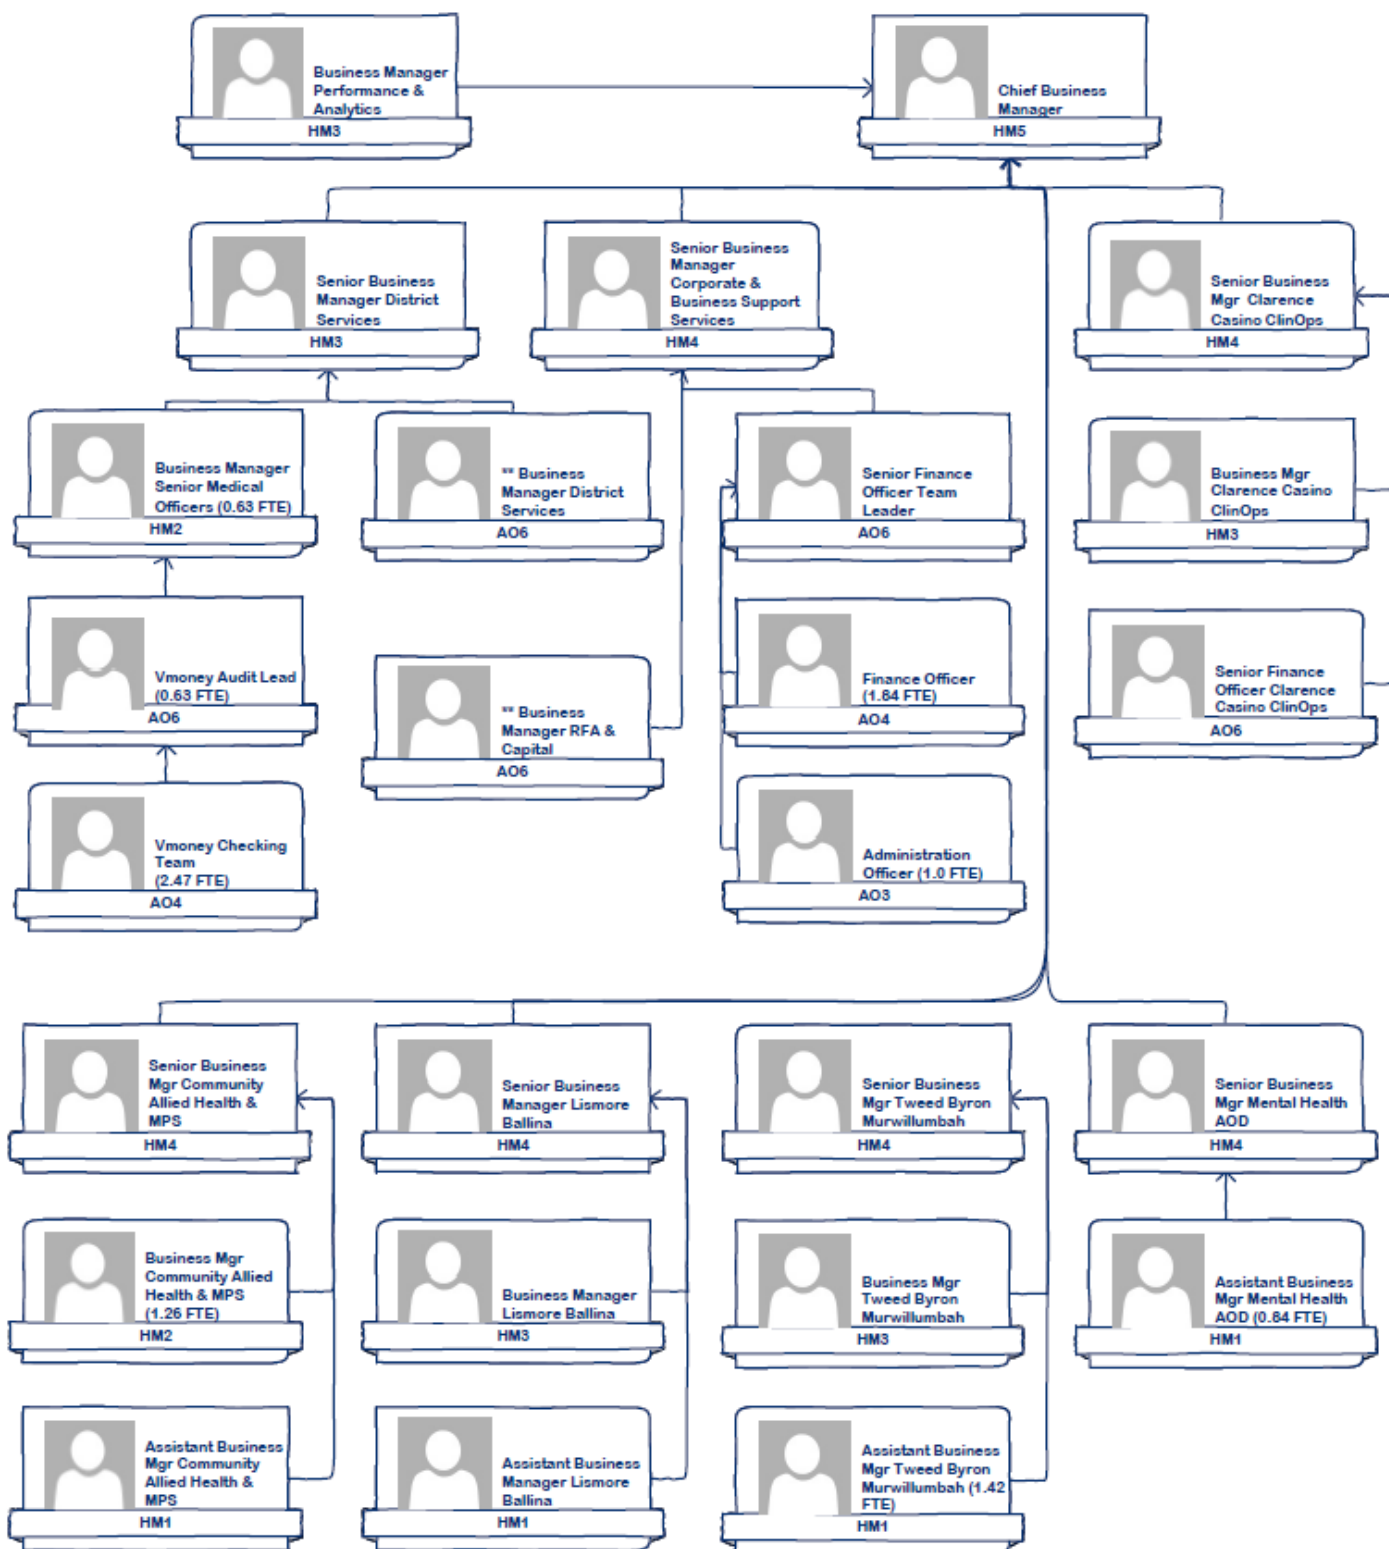 Business Manager
Performance &
Analytics
HM3
Chief Business
Manager
HM5
Senior Business
Manager District
Services
HM3
Senior Business
Manager
Corporate &
Business Support
Services
HM4
Senior Business
Mgr Clarence
Casino ClinOps
HM4
Business Manager
Senior Medical
Officers (0.63 FTE)
HM2
** Business
Manager District
Services
AO6
Senior Finance
Officer Team
Leader
AO6
Business Mgr
Clarence Casino
ClinOps
HM3
Vmoney Audit Lead
(0.63 FTE)
AO6
** Business
Manager RFA &
Capital
AO6
Finance Officer
(1.84 FTE)
AO4
Senior Finance
Officer Clarence
Casino ClinOps
AO6
Vmoney Checking
Team
(2.47 FTE)
AO4
Administration
Officer (1.0 FTE)
AO3
Senior Business
Mgr Community
Allied Health &
MPS
HM4
Senior Business
Manager Lismore
Ballina
HM4
Senior Business
Mgr Tweed Byron
Murwillumbah
HM4
Senior Business
Mgr Mental Health
AOD
HM4
Business Mgr
Community Allied
Health & MPS
(1.26 FTE)
HM2
Business Manager
Lismore Ballina
HM3
Business Mgr
Tweed Byron
Murwillumbah
HM3
Assistant Business
Mgr Mental Health
AOD (0.84 FTE)
HM1
Assistant Business
Mgr Community
Allied Health &
MPS
HM1
Assistant Business
Manager Lismore
Ballina
HM1
Assistant Business
Mgr Tweed Byron
Murwillumbah (1.42
FTE)
HM1